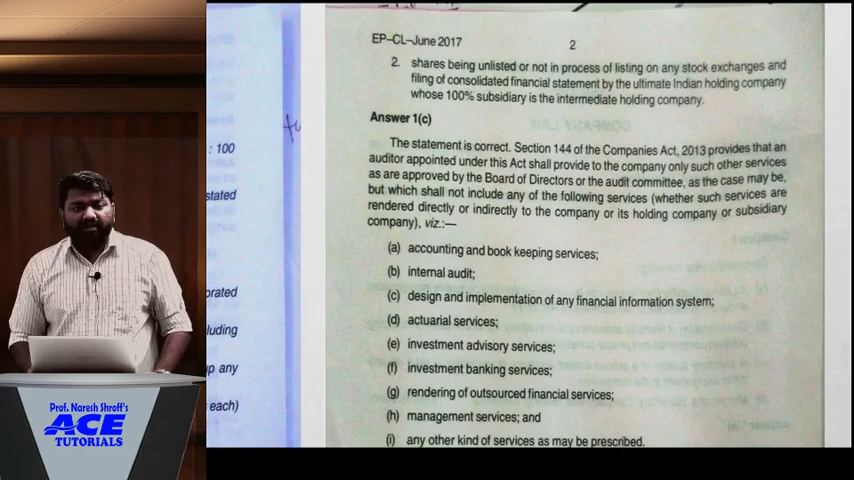 EP–CL–June 2017
2
2. shares being unlisted or not in process of listing on any stock exchanges and
filing of consolidated financial statement by the ultimate Indian holding company
whose 100% subsidiary is the intermediate holding company.
Answer 1(c)
The statement is correct. Section 144 of the Companies Act, 2013 provides that an
auditor appointed under this Act shall provide to the company only such other services
as are approved by the Board of Directors or the audit committee, as the case may be,
but which shall not include any of the following services (whether such services are
rendered directly or indirectly to the company or its holding company or subsidiary
company), viz.:—
(a) accounting and book keeping services;
(b) internal audit;
(c) design and implementation of any financial information system;
(d) actuarial services;
(e) investment advisory services;
(f) investment banking services;
(g) rendering of outsourced financial services;
(h) management services; and
(i) any other kind of services as may be prescribed.
: 100
stated
orated
luding
up any
each)
Prof. Naresh Shroff's
ACE
TUTORIALS